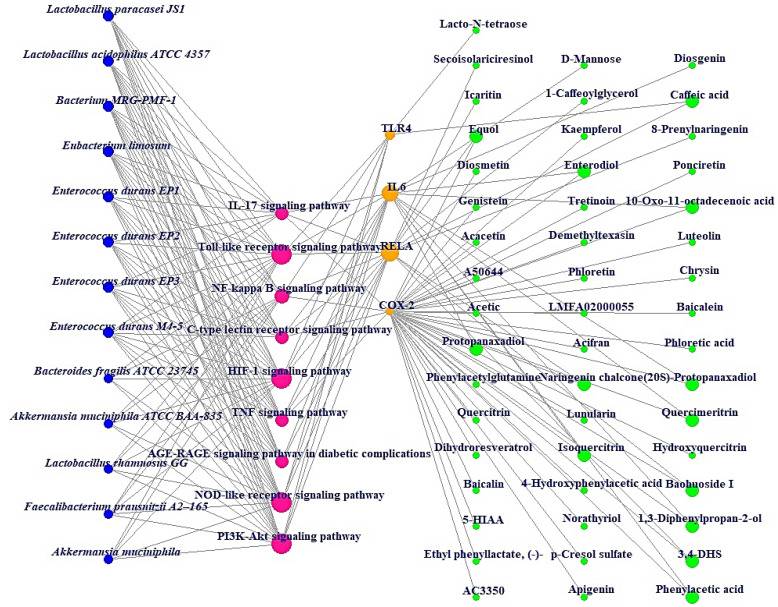 Lactobacillus paracasei JS1
Lactobacillus acidophilus ATCC 4357
Bacterium MRG-PMF-1
Eubacterium limosum
Enterococcus durans EP1
Enterococcus durans EP2
Enterococcus durans EP3
Enterococcus durans M4-5
Bacteroides fragilis ATCC 23745
Akkermansia muciniphila ATCC BAA-835
Lactobacillus rhamnosus GG
Faecalibacterium prausnitzii A2-165
Akkermansia muciniphila
IL-17 signaling pathway
Toll-like receptor signaling pathway
NF-kappa B signaling pathway
C-type lectin receptor signaling pathway
HIF-1 signaling pathway
TNF signaling pathway
AGE-RAGE signaling pathway in diabetic complications
NOD-like receptor signaling pathway
PI3K-Akt signaling pathway
TLR4
IL6
RELA
COX-2
Lacto-N-tetraose
Secoisolariciresinol
Icaritin
Equol
Diosmetin
Genistein
Acacetin
A50644
Acetic
Protopanaxadiol
Phenylacetylglutamine
Quercitrin
Dihydroresveratrol
Baicalin
5-HIAA
Ethyl phenyllactate, (-)-
AC3350
D-Mannose
1-Caffeoylglycerol
Kaempferol
Enterodiol
Tretinoin
Demethyltexasin
Phloretin
LMFA02000055
Acifran
Naringenin chalcone
Lunularin
Isoquercitrin
4-Hydroxyphenylacetic acid
Norathyriol
p-Cresol sulfate
Apigenin
Diosgenin
Caffeic acid
8-Prenylnaringenin
Ponciretin
10-Oxo-11-octadecenoic acid
Luteolin
Chrysin
Baicalein
Phloretic acid
(20S)-Protopanaxadiol
Quercimeritrin
Hydroxyquercitrin
Baohuoside I
1,3-Diphenylpropan-2-ol
3,4-DHS
Phenylacetic acid